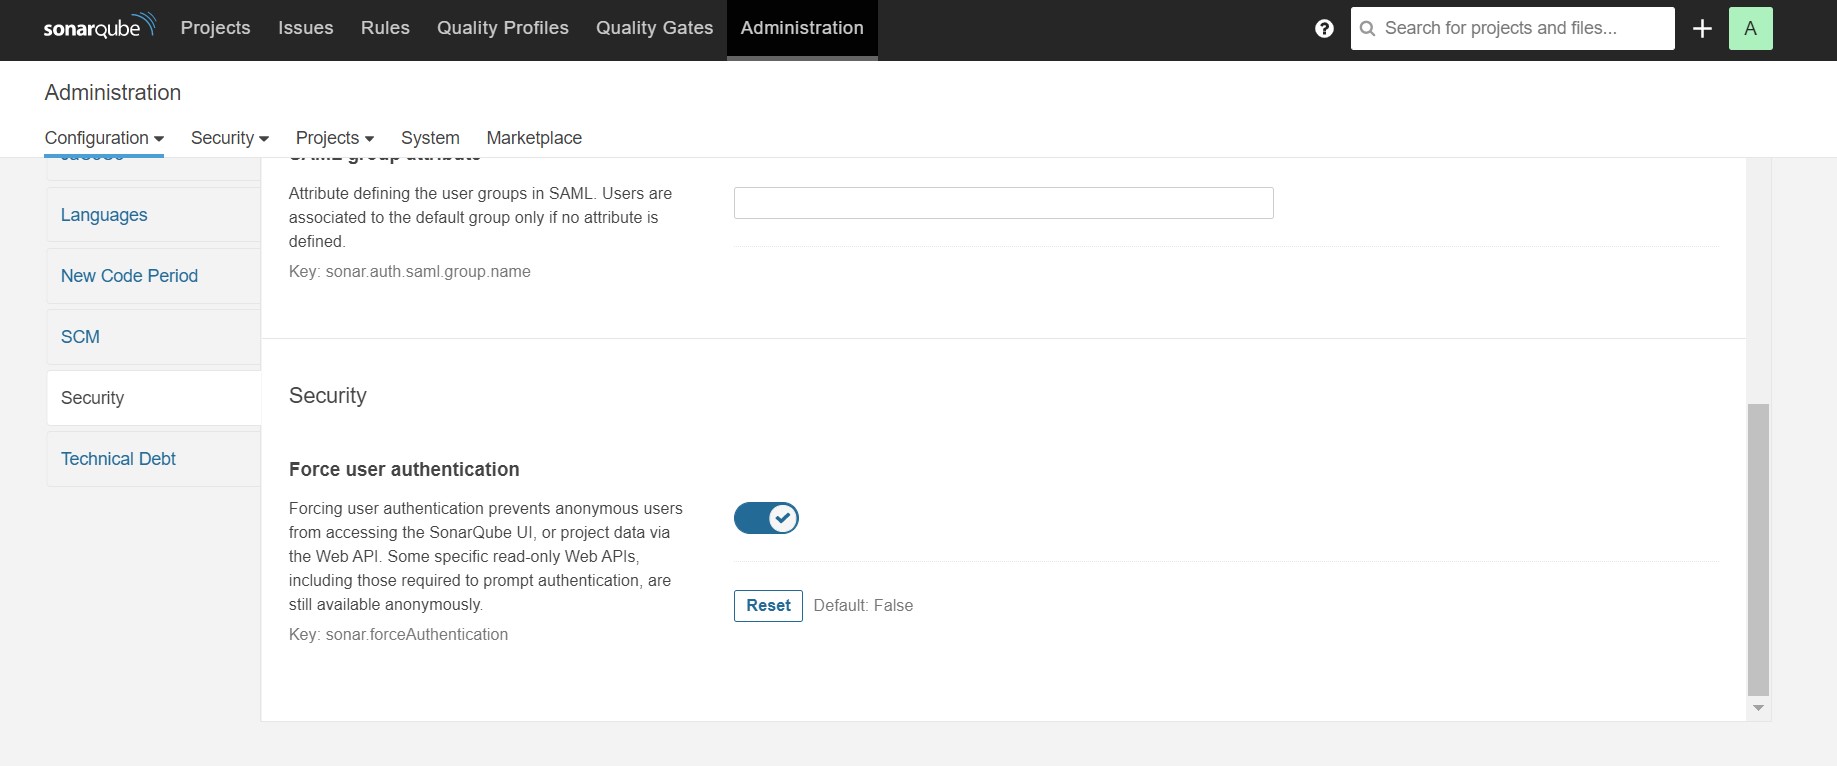 sonarqube Projects Issues Rules Quality Profiles Quality Gates Administration Search for projects and files... A
Administration
Configuration Security Projects System Marketplace
JaCoCo
Languages
New Code Period
SCM
Security
Technical Debt
SAML group attribute
Attribute defining the user groups in SAML. Users are
associated to the default group only if no attribute is
defined.
Key: sonar.auth.saml.group.name
Security
Force user authentication
Forcing user authentication prevents anonymous users
from accessing the SonarQube UI, or project data via
the Web API. Some specific read-only Web APIs,
including those required to prompt authentication, are
still available anonymously.
Key: sonar.forceAuthentication
Reset Default: False